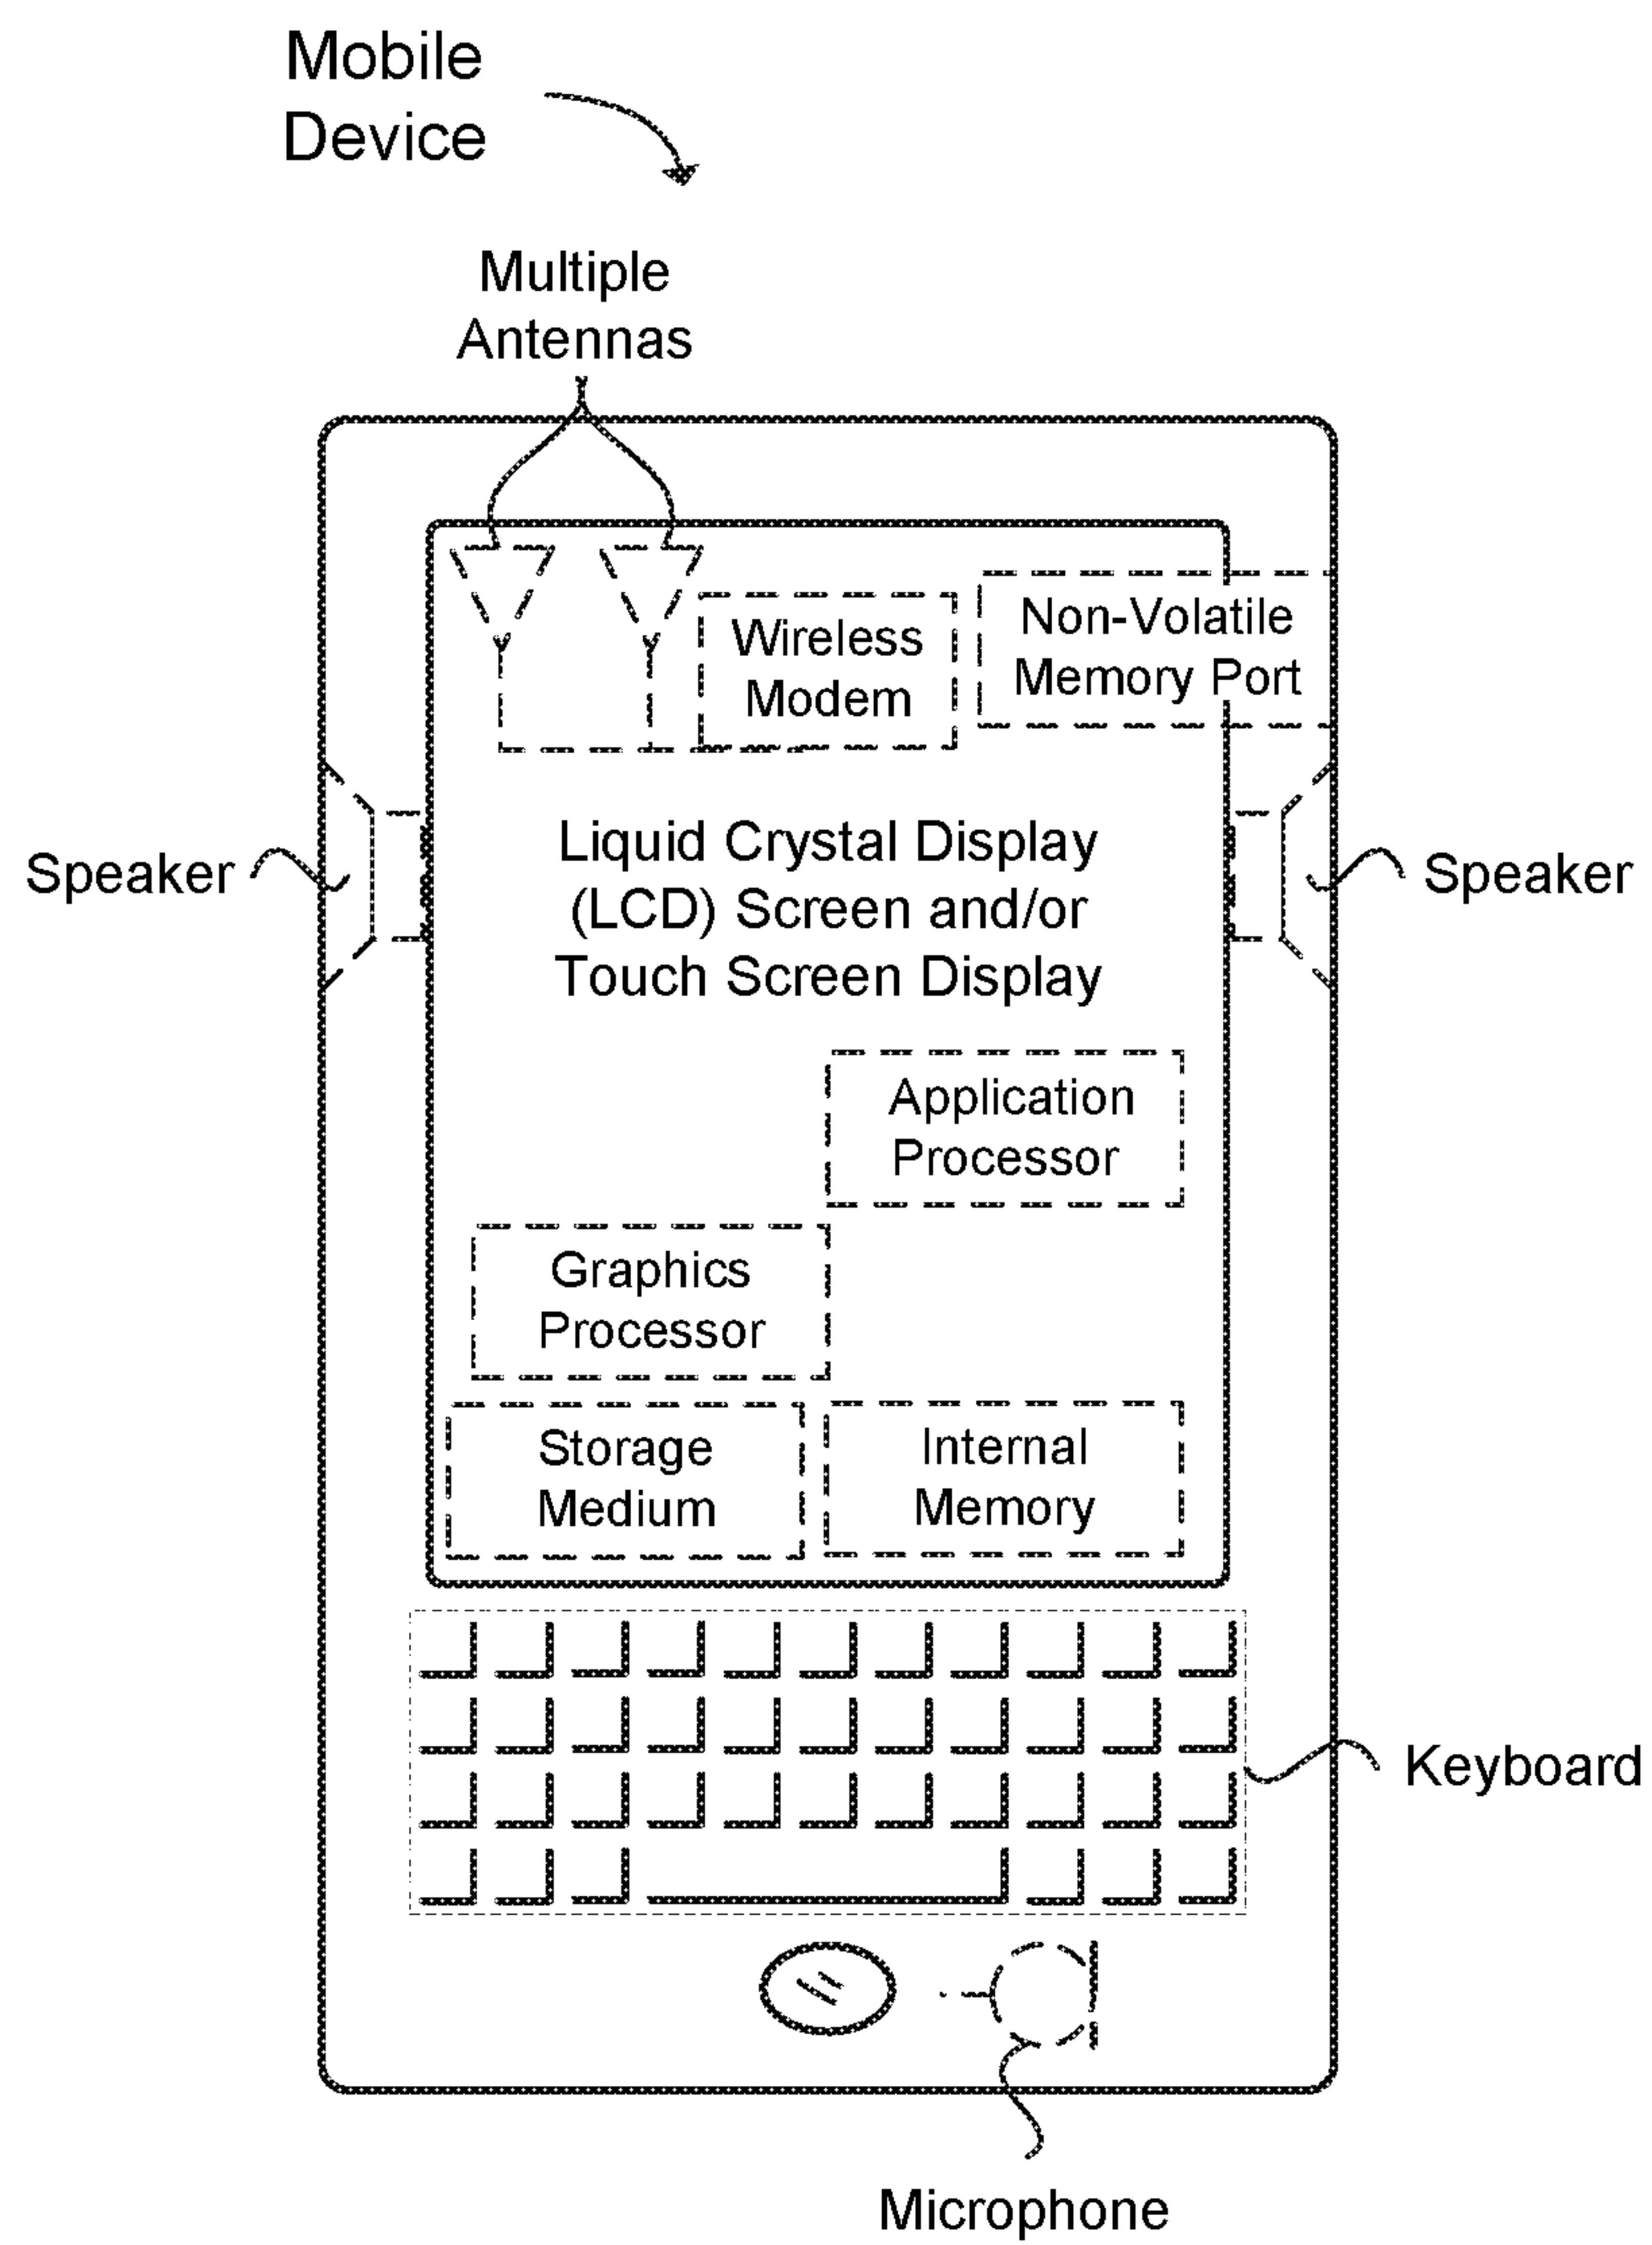 Mobile
Device
Multiple
Antennas
Wireless
Modem
Non-Volatile
Memory Port
Speaker
Liquid Crystal Display
(LCD) Screen and/or
Touch Screen Display
Speaker
Application
Processor
Graphics
Processor
Storage
Medium
Internal
Memory
Keyboard
Microphone